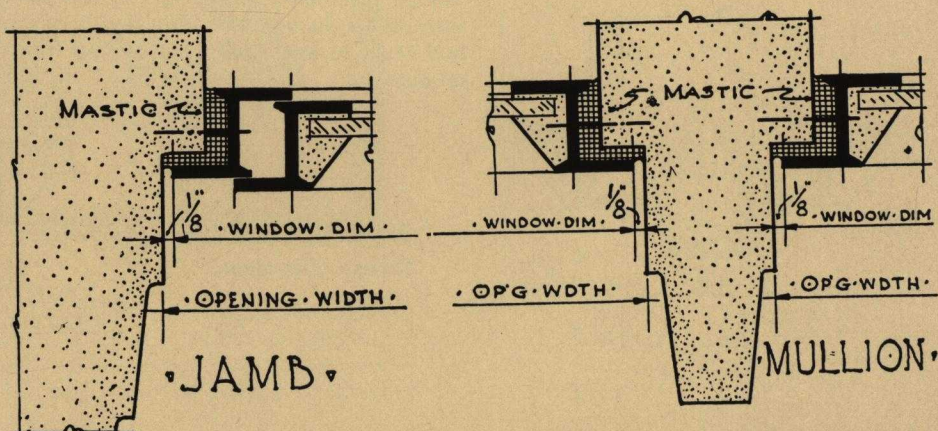 MASTIC
1/8"
·WINDOW·DIM·
·OPENING·WIDTH·
·JAMB·
MASTIC
1/8"
1/8"
·WINDOW·DIM·
·WINDOW·DIM
·OP'G·WDTH·
·OP'G·WDTH·
·MULLION·